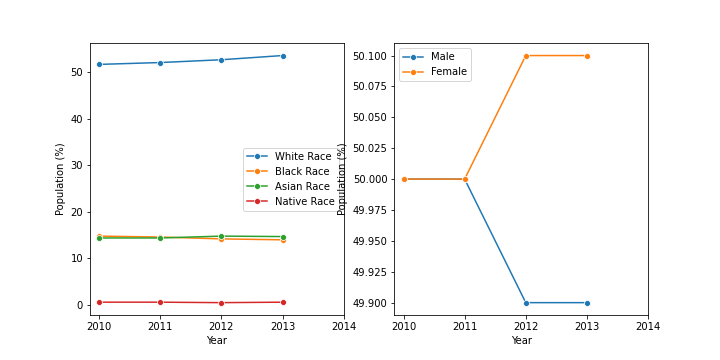 50
40
30
20
10
0
Population (%)
White Race
Black Race
Asian Race
Native Race
2010 2011 2012 2013 2014
Year
50.100
50.075
50.050
50.025
50.000
49.975
49.950
49.925
49.900
Population (%)
Male
Female
2010 2011 2012 2013 2014
Year